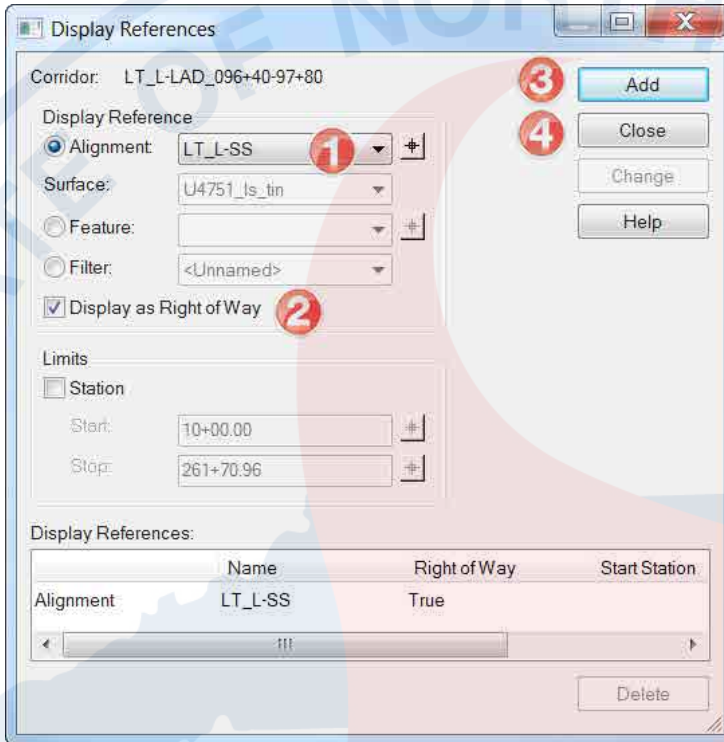 Display References
Corridor: LT_L-LAD_096+40-97+80
3 Add
Display Reference
4 Close
Alignment: LT_L-SS 1
Change
Surface: U4751_ls_tin
Feature:
Help
Filter: <Unnamed>
Display as Right of Way 2
Limits
Station
Start: 10+00.00
Stop: 261+70.96
Display References:
Name Right of Way Start Station
Alignment LT_L-SS True
Delete